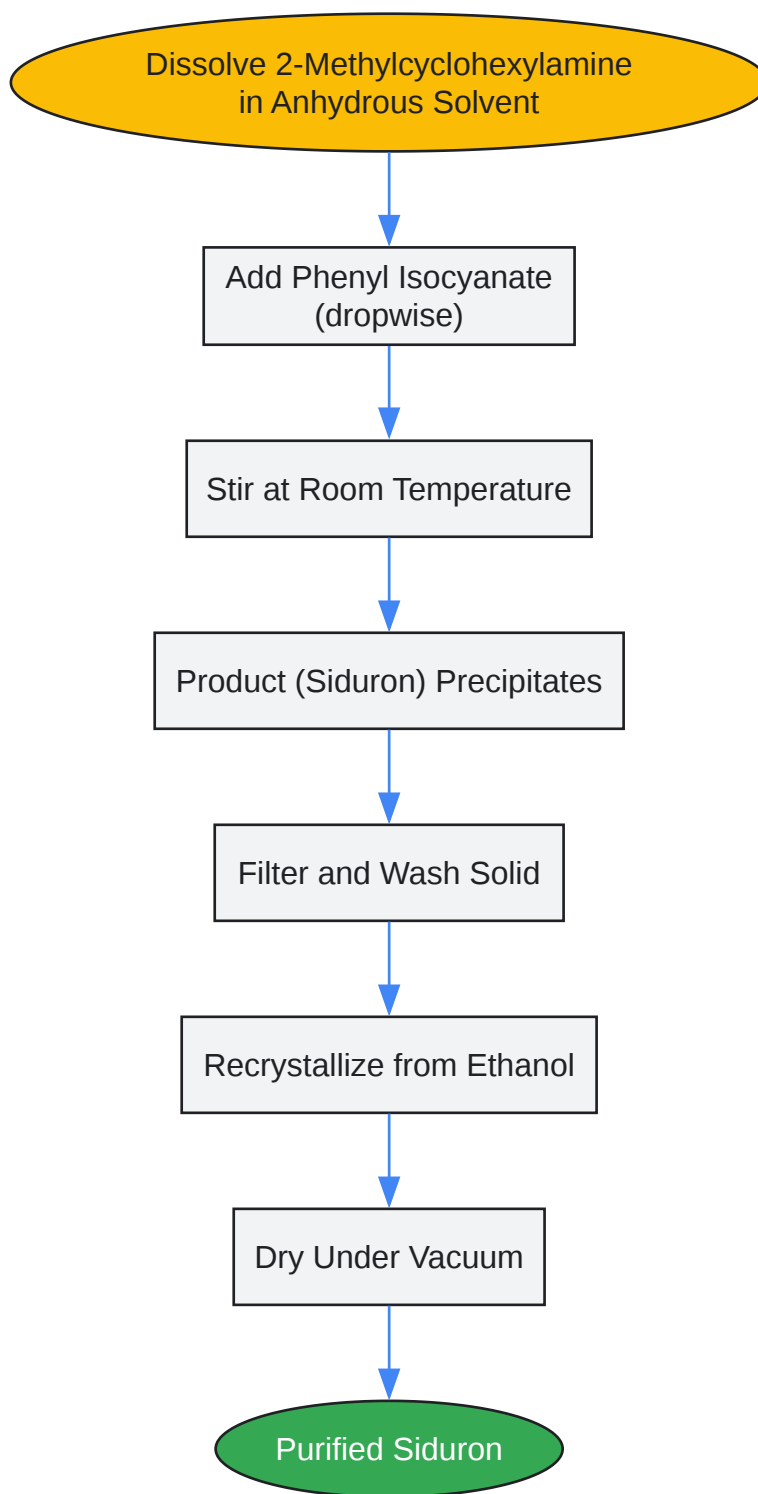 Dissolve 2-Methylcyclohexylamine
in Anhydrous Solvent
Add Phenyl Isocyanate
(dropwise)
Stir at Room Temperature
Product (Siduron) Precipitates
Filter and Wash Solid
Recrystallize from Ethanol
Dry Under Vacuum
Purified Siduron